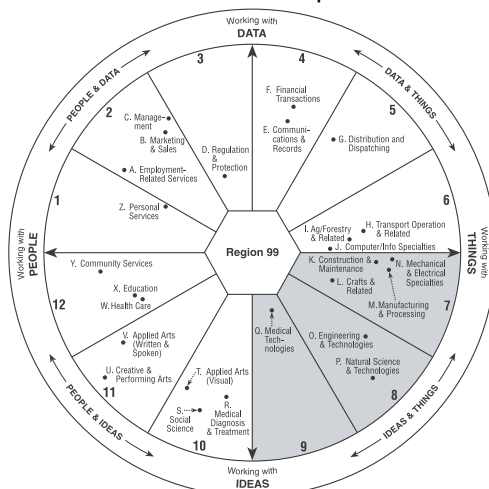 Working with
DATA
PEOPLE & DATA
DATA & THINGS
3
4
2
5
1
6
F. Financial
Transactions
C. Manage-
ment
B. Marketing
& Sales
E. Communi-
cations
& Records
D. Regulation
&
Protection
G. Distribution and
Dispatching
A. Employment-
Related Services
Z. Personal
Services
I. Ag/Forestry
& Related
H. Transport Operation
& Related
J. Computer/Info Specialties
Working with
PEOPLE
Region 99
Working with
THINGS
Y. Community Services
K. Construction &
Maintenance
N. Mechanical
& Electrical
Specialties
X. Education
W. Health Care
L. Crafts &
Related
M. Manufacturing
& Processing
12
7
V. Applied Arts
(Written &
Spoken)
Q. Medical
Tech-
nologies
O. Engineering
& Technologies
U. Creative &
Performing Arts
T. Applied Arts
(Visual)
P. Natural Science
& Technologies
S.
Social
Science
R.
Medical
Diagnosis
& Treatment
11
8
10
9
PEOPLE & IDEAS
IDEAS & THINGS
Working with
IDEAS